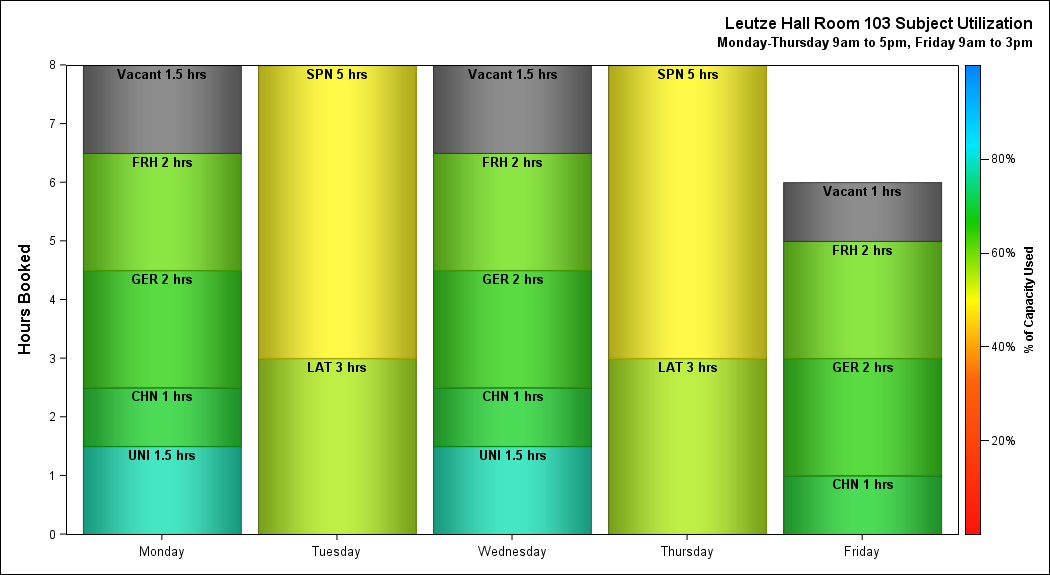 Leutze Hall Room 103 Subject Utilization
Monday-Thursday 9am to 5pm, Friday 9am to 3pm
Hours Booked
8
7
6
5
4
3
2
1
0
Vacant 1.5 hrs
FRH 2 hrs
GER 2 hrs
CHN 1 hrs
UNI 1.5 hrs
SPN 5 hrs
LAT 3 hrs
Vacant 1.5 hrs
FRH 2 hrs
GER 2 hrs
CHN 1 hrs
UNI 1.5 hrs
SPN 5 hrs
LAT 3 hrs
Vacant 1 hrs
FRH 2 hrs
GER 2 hrs
CHN 1 hrs
Monday
Tuesday
Wednesday
Thursday
Friday
80%
60%
40%
20%
% of Capacity Used